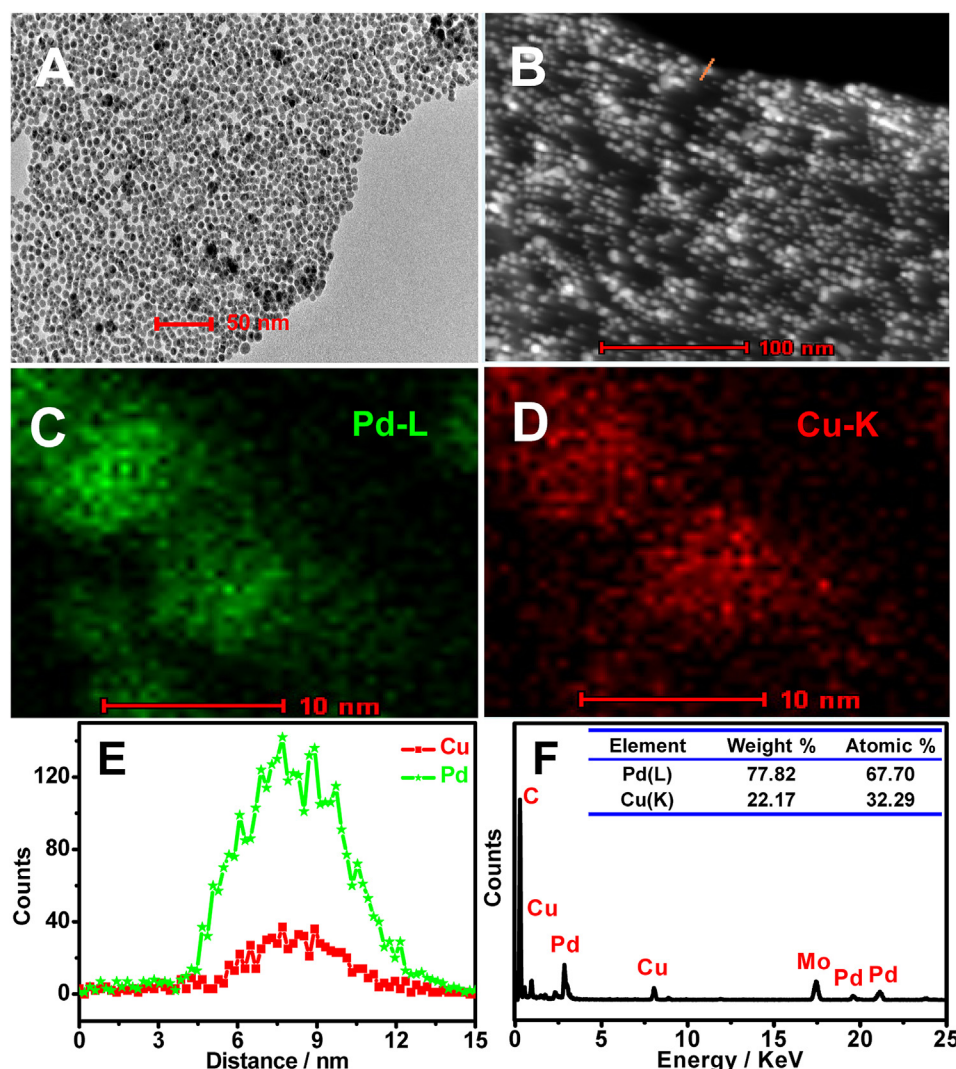 A
50 nm
B
100 nm
C
Pd-L
10 nm
D
Cu-K
10 nm
E
Cu
Pd
120
80
40
0
Counts
0 3 6 9 12 15
Distance / nm
F
Element Weight % Atomic %
Pd(L) 77.82 67.70
Cu(K) 22.17 32.29
C
Cu
Pd
Cu
Mo
Pd
Pd
Counts
0 5 10 15 20 25
Energy / KeV